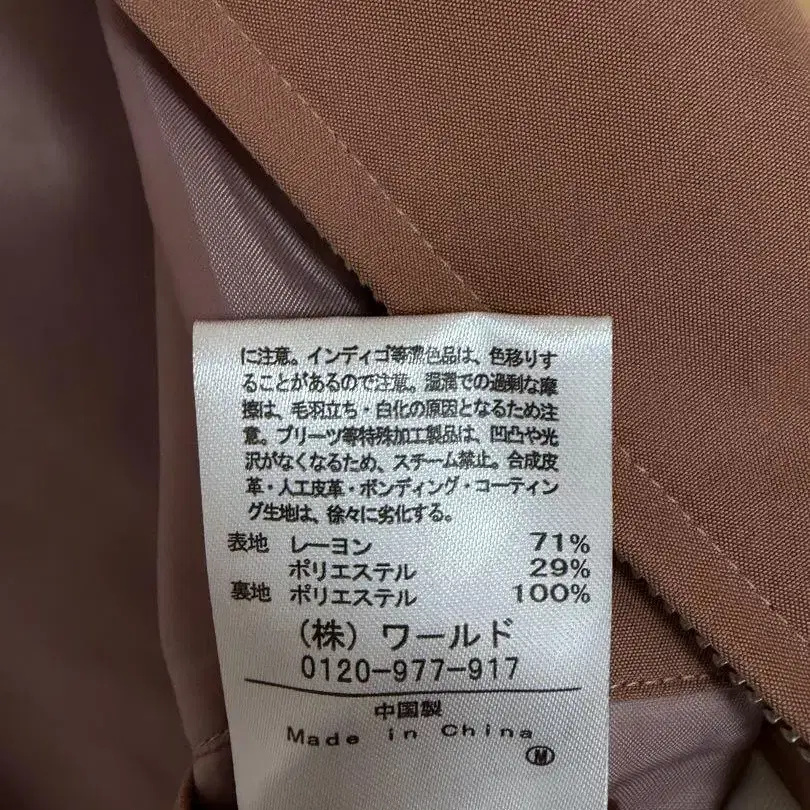 に注意。インディゴ等濃色品は、色移りす
ることがあるので注意。湿潤での過剰な摩
擦は、毛羽立ち・白化の原因となるため注
意。プリーツ等特殊加工製品は、凹凸や光
沢がなくなるため、スチーム禁止。合成皮
革・人工皮革・ボンディング・コーティン
グ生地は、徐々に劣化する。
表地 レーヨン 71%
ポリエステル 29%
裏地 ポリエステル 100%
(株) ワールド
0120-977-917
中国製
Made in China
M